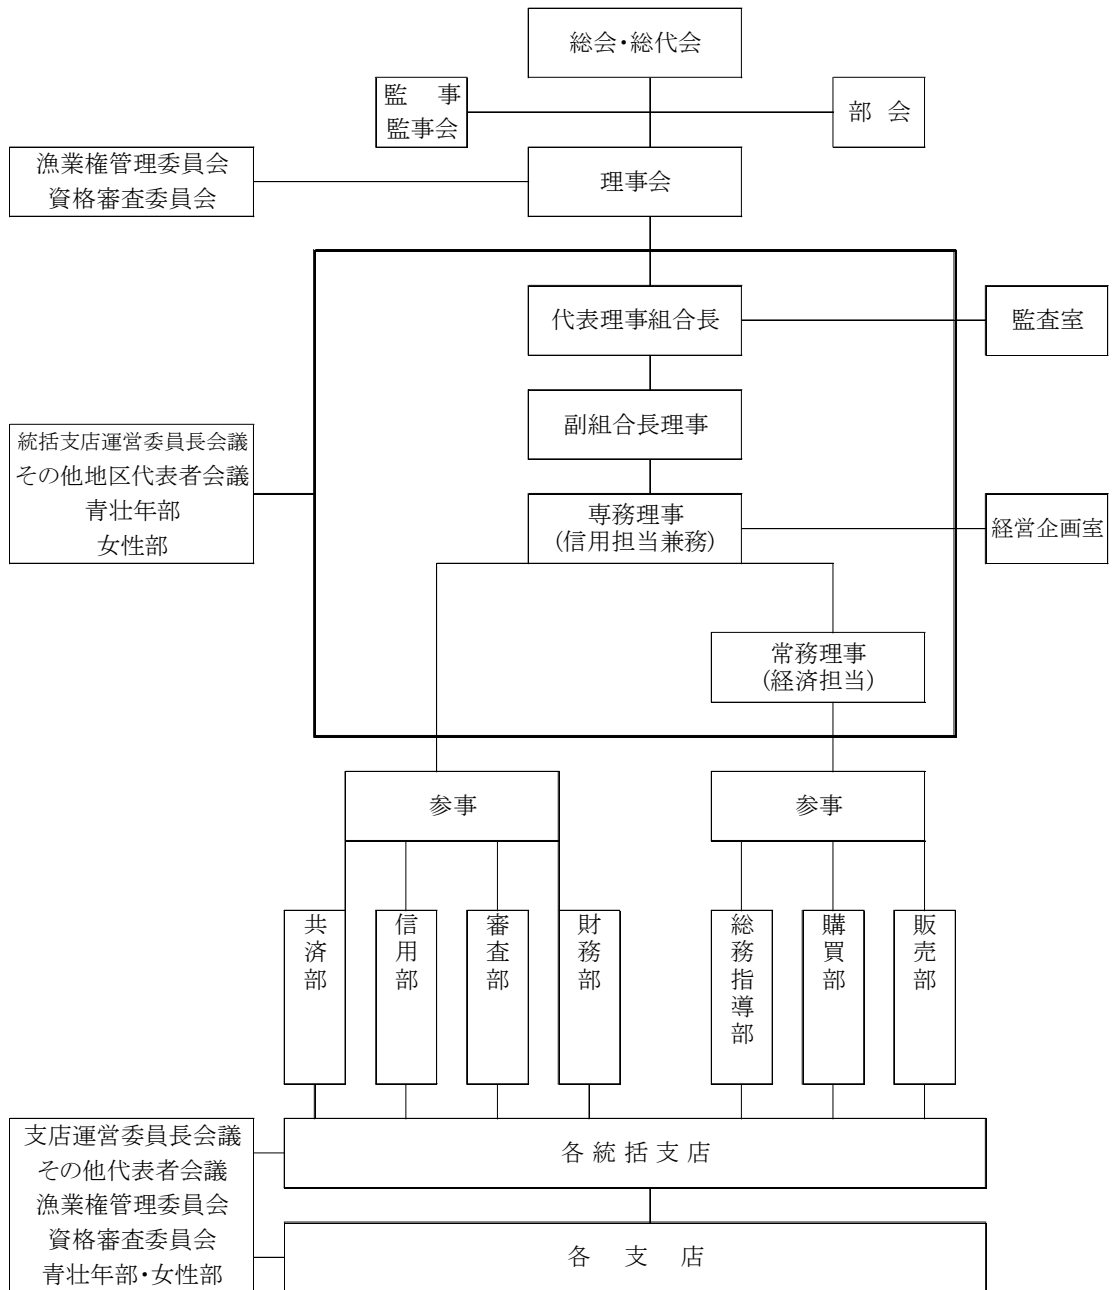 総会・総代会
監　事
監事会
部 会
漁業権管理委員会
資格審査委員会
理事会
代表理事組合長
監査室
副組合長理事
統括支店運営委員長会議
その他地区代表者会議
青壮年部
女性部
専務理事
(信用担当兼務)
経営企画室
常務理事
(経済担当)
参事
参事
共済部
信用部
審査部
財務部
総務指導部
購買部
販売部
支店運営委員長会議
その他代表者会議
漁業権管理委員会
資格審査委員会
青壮年部・女性部
各 統 括 支 店
各　支　店